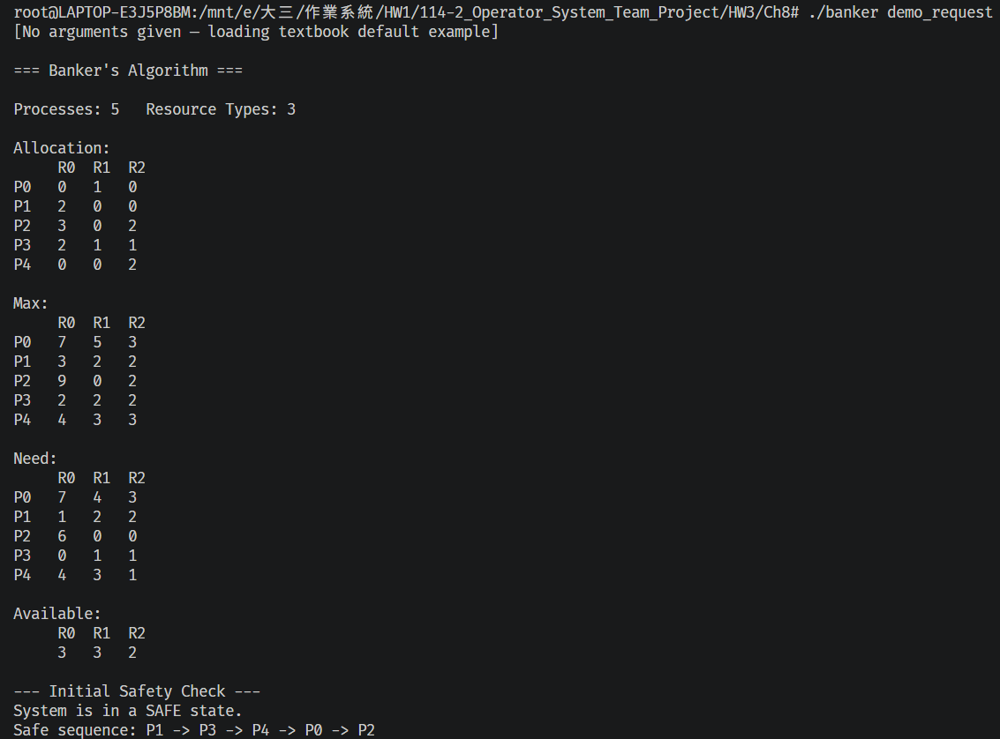 root@LAPTOP-E3J5P8BM:/mnt/e/大三/作業系統/HW1/114-2_Operator_System_Team_Project/HW3/Ch8# ./banker demo_request
[No arguments given — loading textbook default example]
=== Banker's Algorithm ===
Processes: 5   Resource Types: 3
Allocation:
     R0  R1  R2
P0   0   1   0
P1   2   0   0
P2   3   0   2
P3   2   1   1
P4   0   0   2
Max:
     R0  R1  R2
P0   7   5   3
P1   3   2   2
P2   9   0   2
P3   2   2   2
P4   4   3   3
Need:
     R0  R1  R2
P0   7   4   3
P1   1   2   2
P2   6   0   0
P3   0   1   1
P4   4   3   1
Available:
     R0  R1  R2
     3   3   2
--- Initial Safety Check ---
System is in a SAFE state.
Safe sequence: P1 -> P3 -> P4 -> P0 -> P2